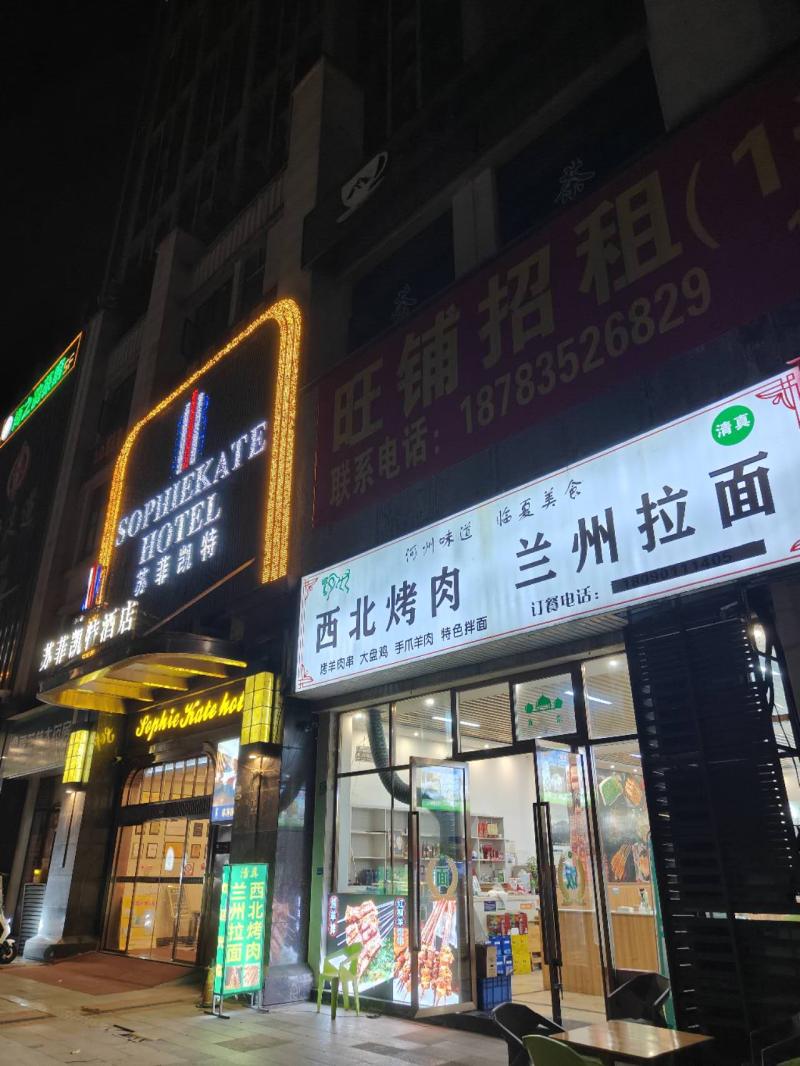 旺铺招租(1
联系电话：18783526829
SOPHIEKATE
HOTEL
苏菲凯特
苏菲凯特酒店
Sophie Kate hot
清真
河州味道 临夏美食
西北烤肉 兰州拉面
烤羊肉串 大盘鸡 手爪羊肉 特色拌面
订餐电话：18090111405
清真
西北烤肉
兰州拉面
面